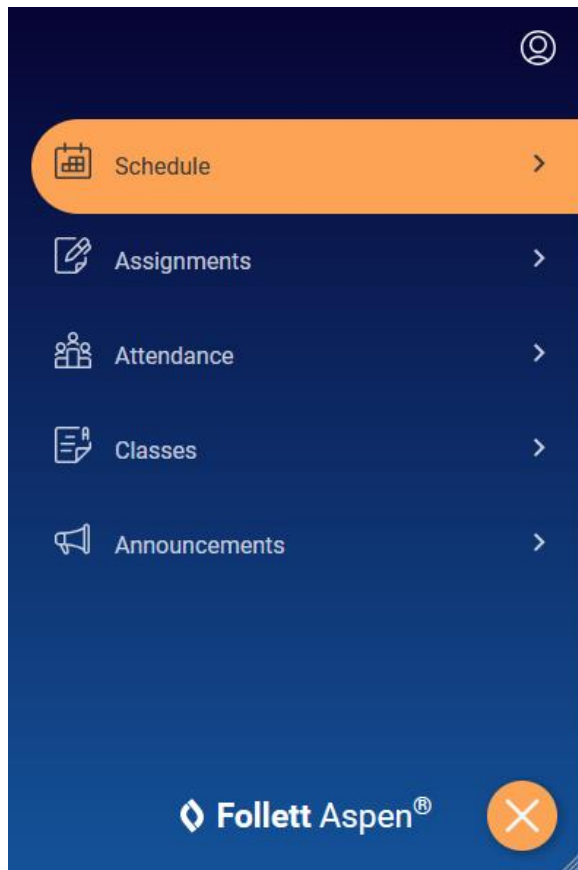 Schedule
Assignments
Attendance
Classes
Announcements
Follett Aspen®